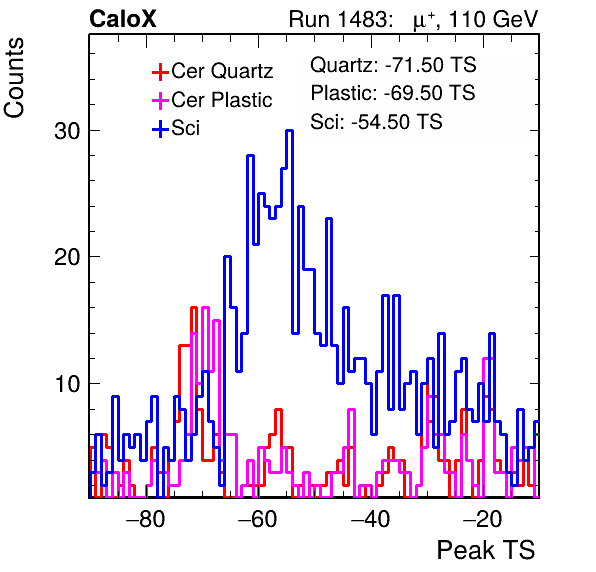 CaloX Run 1483: μ⁺, 110 GeV
Counts
Cer Quartz
Cer Plastic
Sci
Quartz: -71.50 TS
Plastic: -69.50 TS
Sci: -54.50 TS
30
20
10
−80 −60 −40 −20
Peak TS